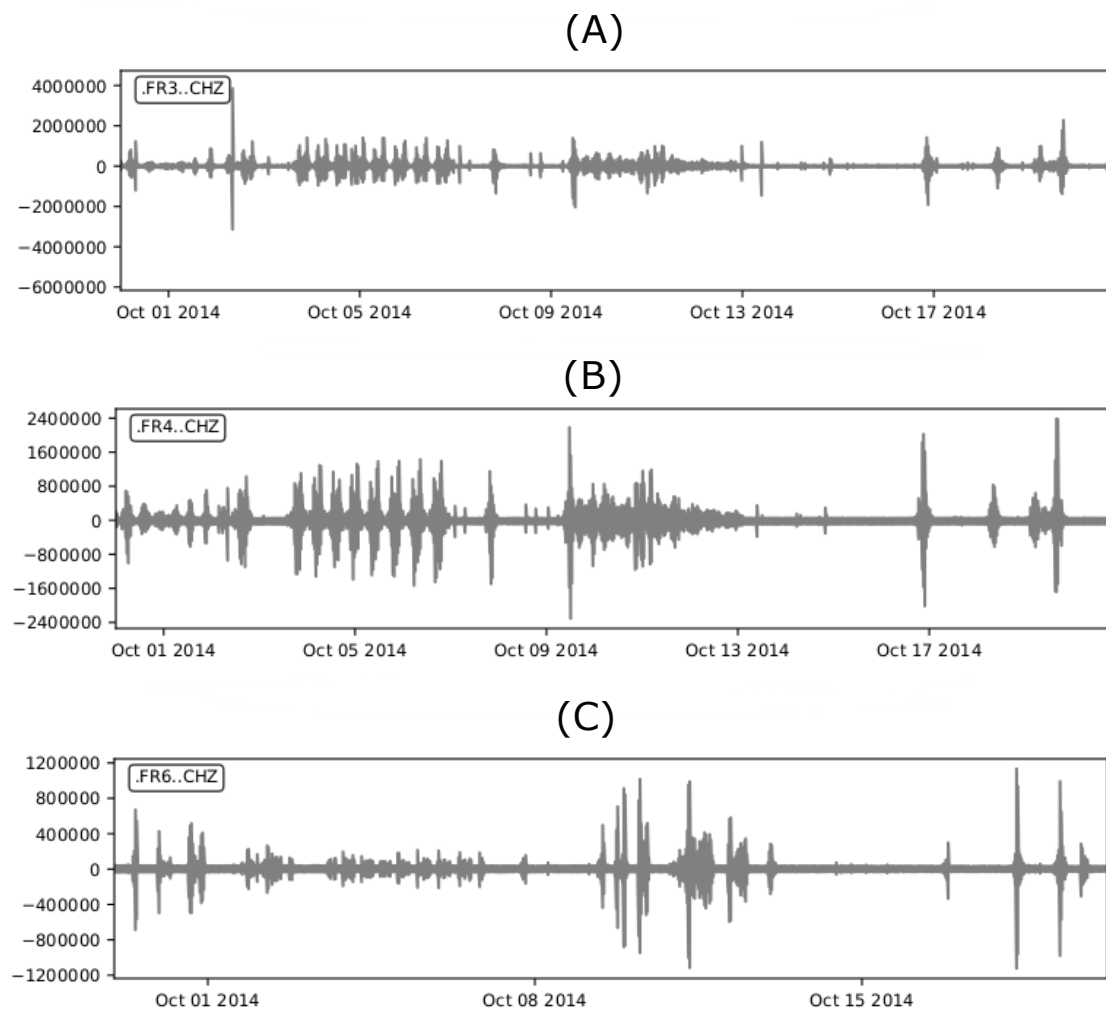 (A)
.FR3..CHZ
4000000
2000000
0
−2000000
−4000000
−6000000
Oct 01 2014 Oct 05 2014 Oct 09 2014 Oct 13 2014 Oct 17 2014
(B)
.FR4..CHZ
2400000
1600000
800000
0
−800000
−1600000
−2400000
Oct 01 2014 Oct 05 2014 Oct 09 2014 Oct 13 2014 Oct 17 2014
(C)
.FR6..CHZ
1200000
800000
400000
0
−400000
−800000
−1200000
Oct 01 2014 Oct 08 2014 Oct 15 2014